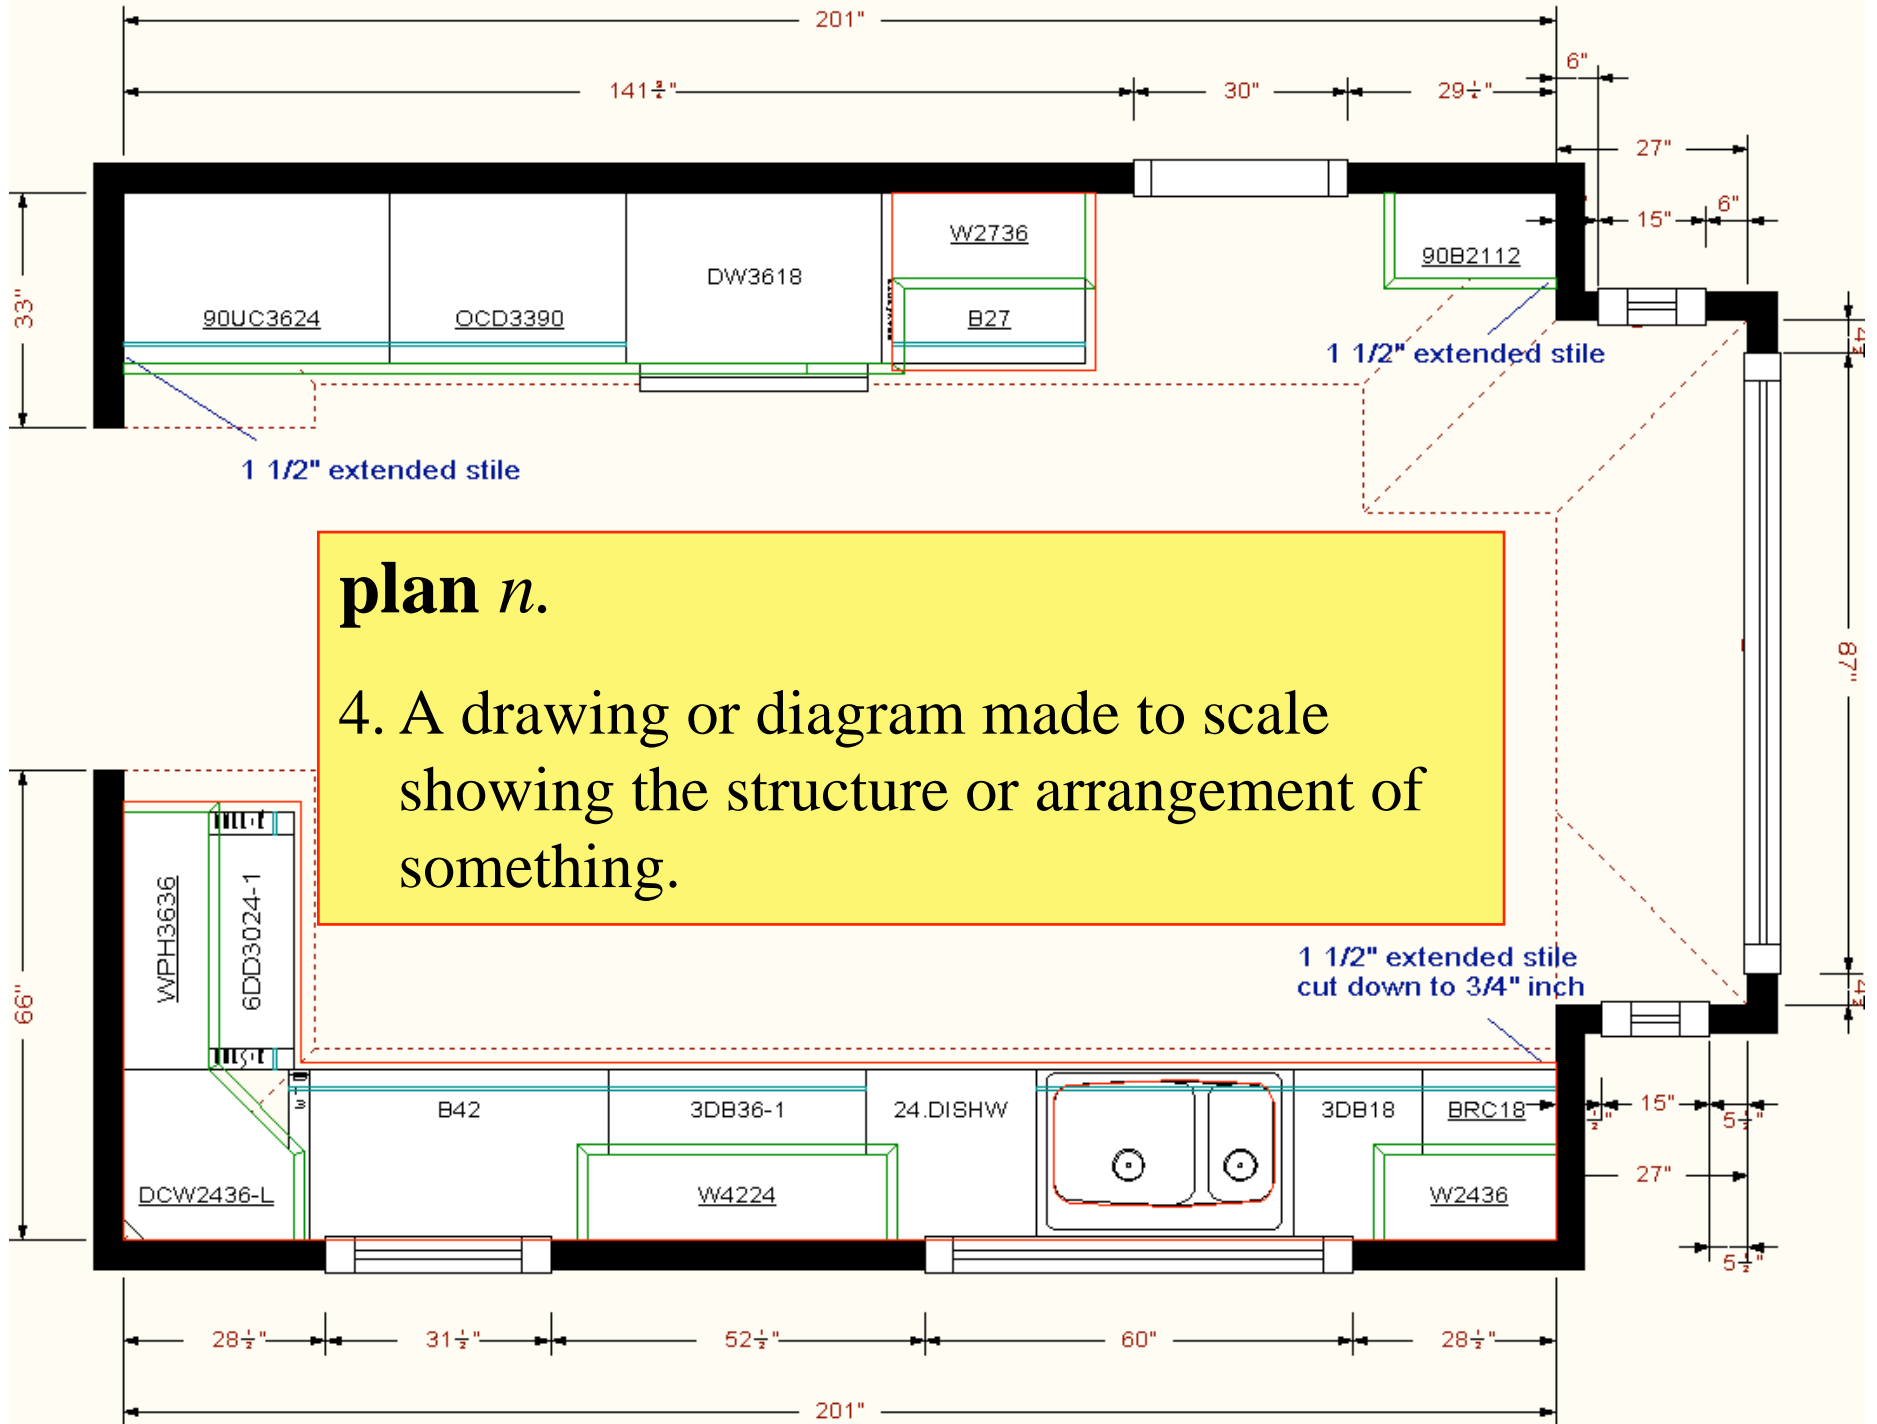 201"
141½" 30" 29½" 6"
27"
15" 6"
33"
W2736
90B2112
DW3618
90UC3624 OCD3390 B27
1 1/2" extended stile
1 1/2" extended stile
87"
plan n.
4. A drawing or diagram made to scale
showing the structure or arrangement of
something.
1 1/2" extended stile
cut down to 3/4" inch
66"
WPH3636
6DD3024-1
B42 3DB36-1 24.DISHW 3DB18 BRC18
15" 5½"
DCW2436-L W4224 W2436
27"
5½"
28½" 31½" 52½" 60" 28½"
201"